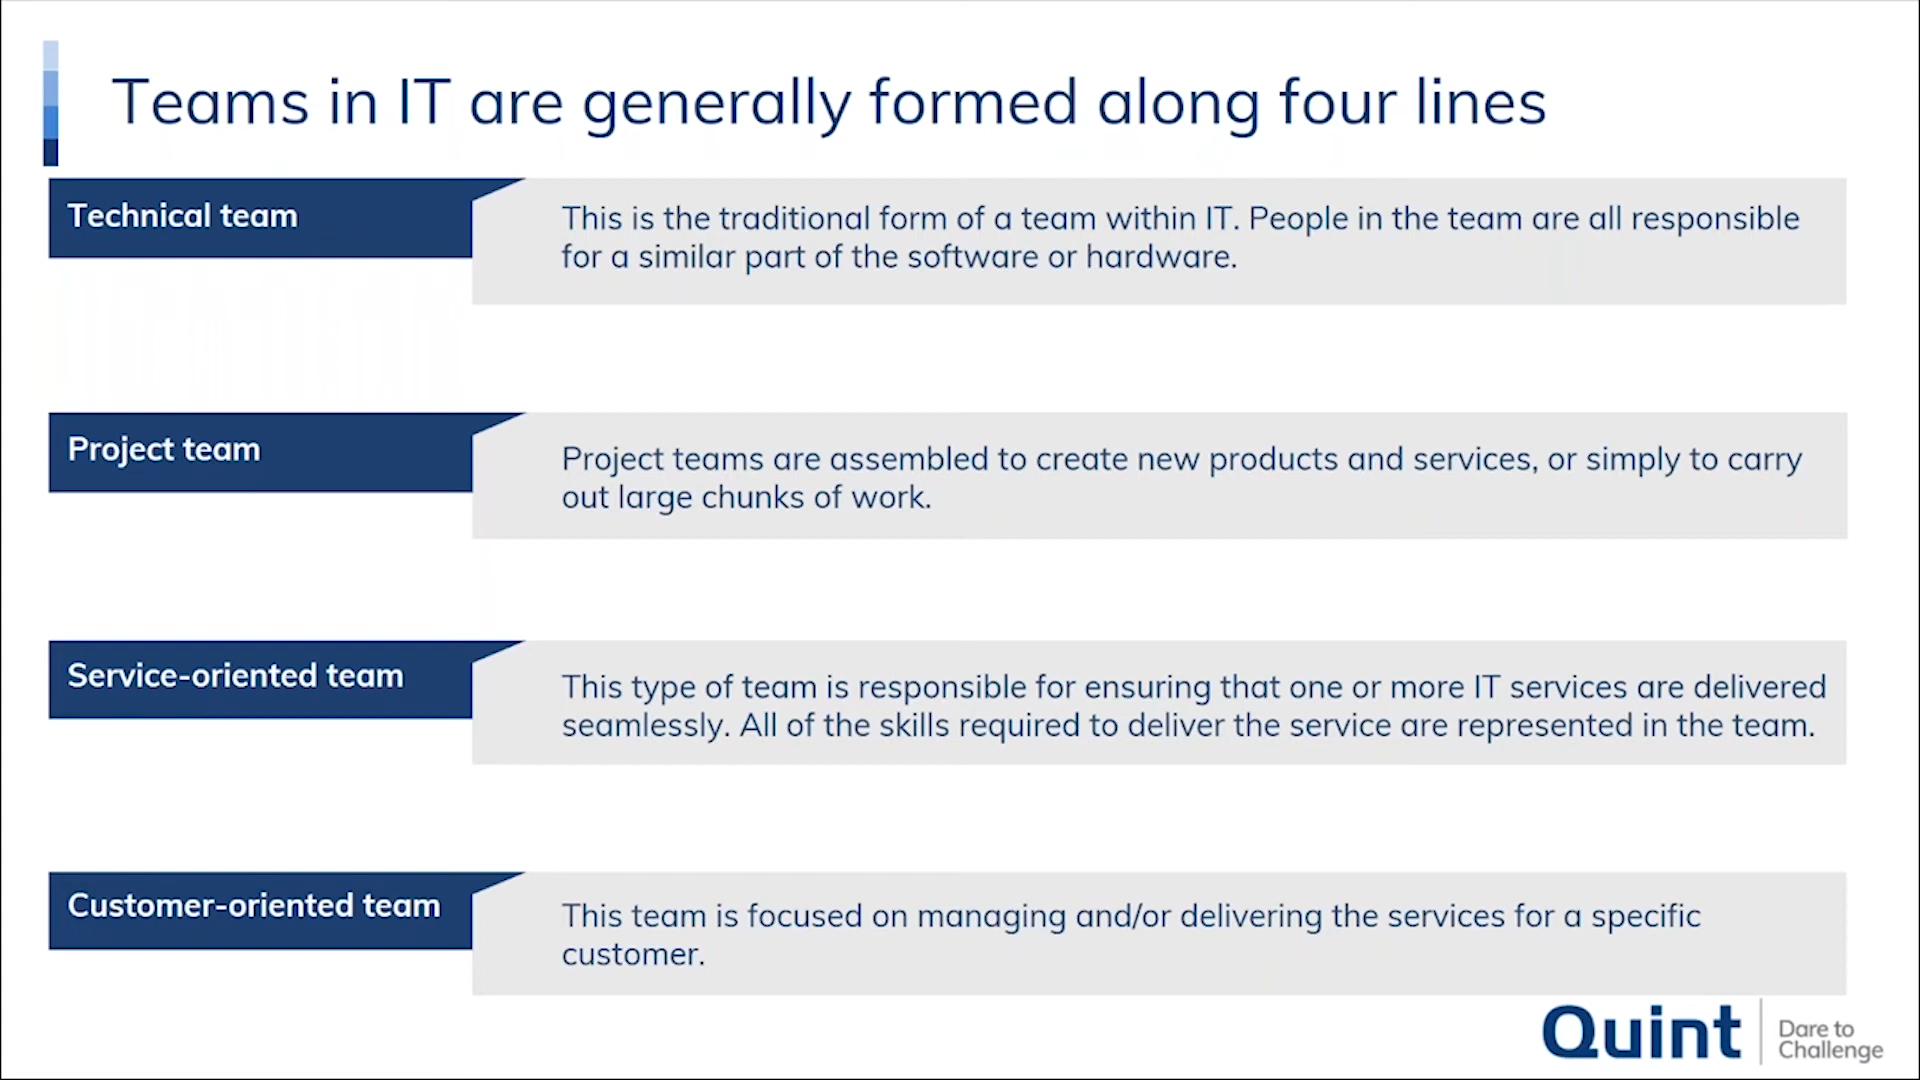 Teams in IT are generally formed along four lines
Technical team
This is the traditional form of a team within IT. People in the team are all responsible
for a similar part of the software or hardware.
Project team
Project teams are assembled to create new products and services, or simply to carry
out large chunks of work.
Service-oriented team
This type of team is responsible for ensuring that one or more IT services are delivered
seamlessly. All of the skills required to deliver the service are represented in the team.
Customer-oriented team
This team is focused on managing and/or delivering the services for a specific
customer.
Quint
Dare to
Challenge